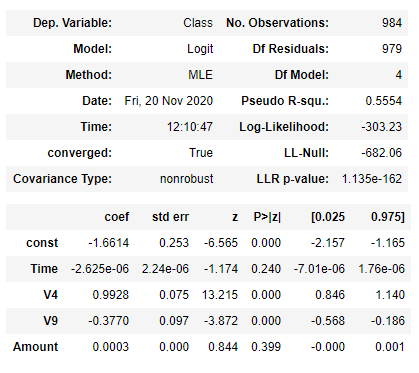 Dep. Variable: Class No. Observations: 984
Model: Logit Df Residuals: 979
Method: MLE Df Model: 4
Date: Fri, 20 Nov 2020 Pseudo R-squ.: 0.5554
Time: 12:10:47 Log-Likelihood: -303.23
converged: True LL-Null: -682.06
Covariance Type: nonrobust LLR p-value: 1.135e-162
coef std err z P>|z| [0.025 0.975]
const -1.6614 0.253 -6.565 0.000 -2.157 -1.165
Time -2.625e-06 2.24e-06 -1.174 0.240 -7.01e-06 1.76e-06
V4 0.9928 0.075 13.215 0.000 0.846 1.140
V9 -0.3770 0.097 -3.872 0.000 -0.568 -0.186
Amount 0.0003 0.000 0.844 0.399 -0.000 0.001